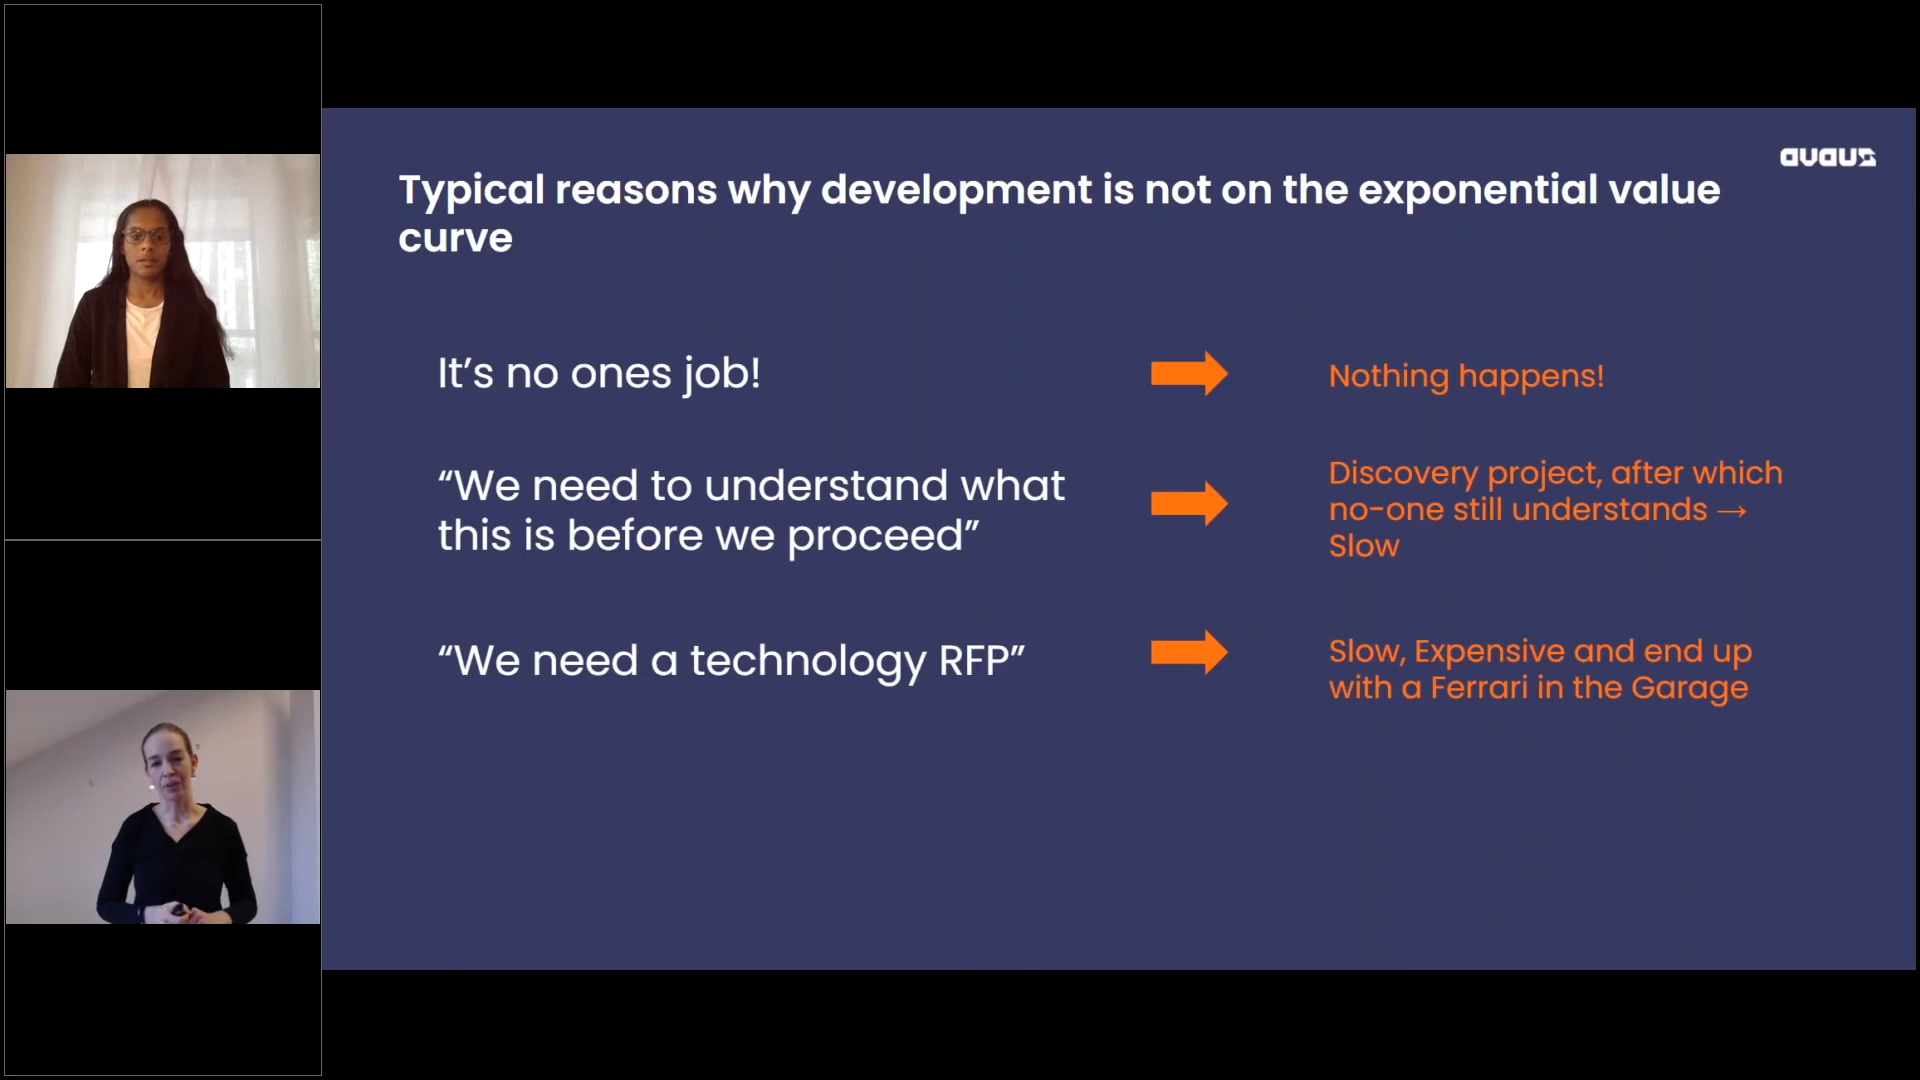 avaus
Typical reasons why development is not on the exponential value
curve
It’s no ones job!
Nothing happens!
“We need to understand what
this is before we proceed”
Discovery project, after which
no-one still understands →
Slow
“We need a technology RFP”
Slow, Expensive and end up
with a Ferrari in the Garage